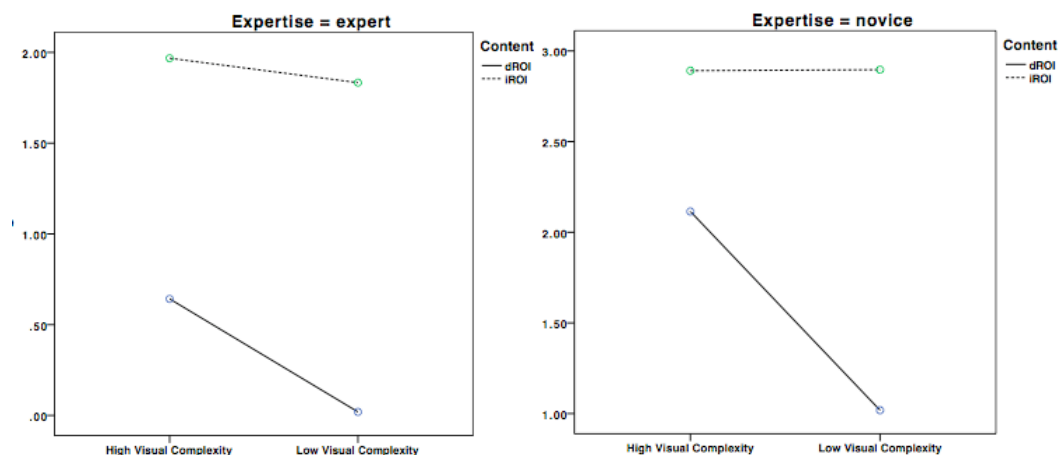 Expertise = expert
2.00
1.50
1.00
.50
.00
High Visual Complexity
Low Visual Complexity
Content
dROI
iROI
Expertise = novice
3.00
2.50
2.00
1.50
1.00
High Visual Complexity
Low Visual Complexity
Content
dROI
iROI